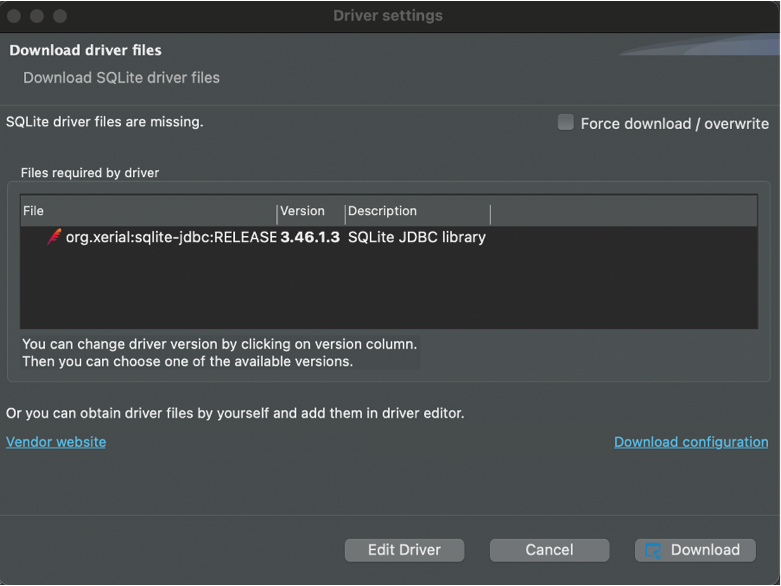 Driver settings
Download driver files
Download SQLite driver files
SQLite driver files are missing.
Force download / overwrite
Files required by driver
File Version Description
org.xerial:sqlite-jdbc:RELEASE 3.46.1.3 SQLite JDBC library
You can change driver version by clicking on version column.
Then you can choose one of the available versions.
Or you can obtain driver files by yourself and add them in driver editor.
Vendor website Download configuration
Edit Driver Cancel Download